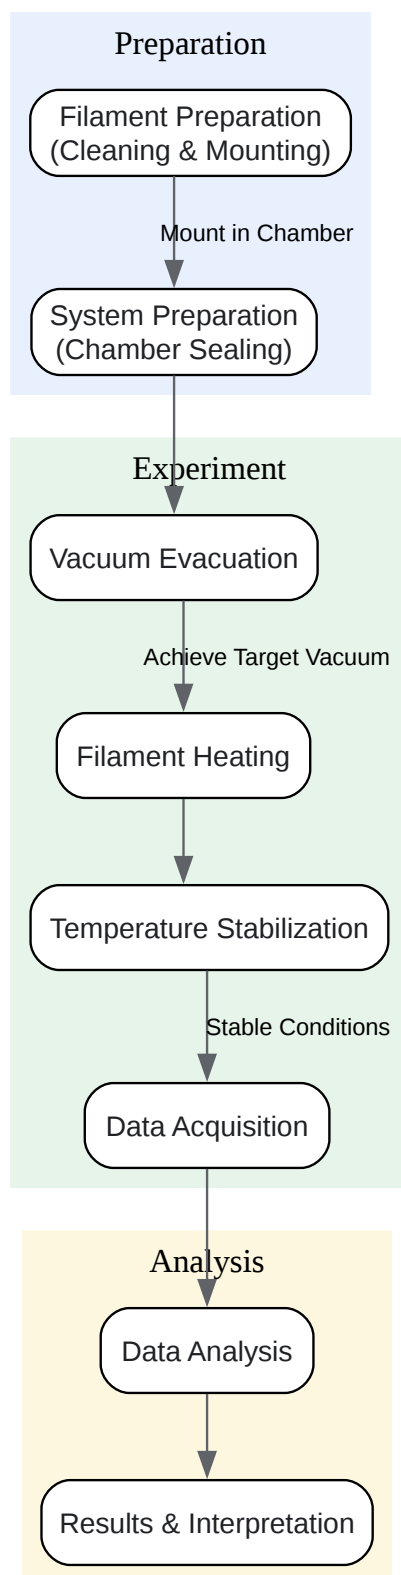 Preparation
Filament Preparation
(Cleaning & Mounting)
Mount in Chamber
System Preparation
(Chamber Sealing)
Experiment
Vacuum Evacuation
Achieve Target Vacuum
Filament Heating
Temperature Stabilization
Stable Conditions
Data Acquisition
Analysis
Data Analysis
Results & Interpretation